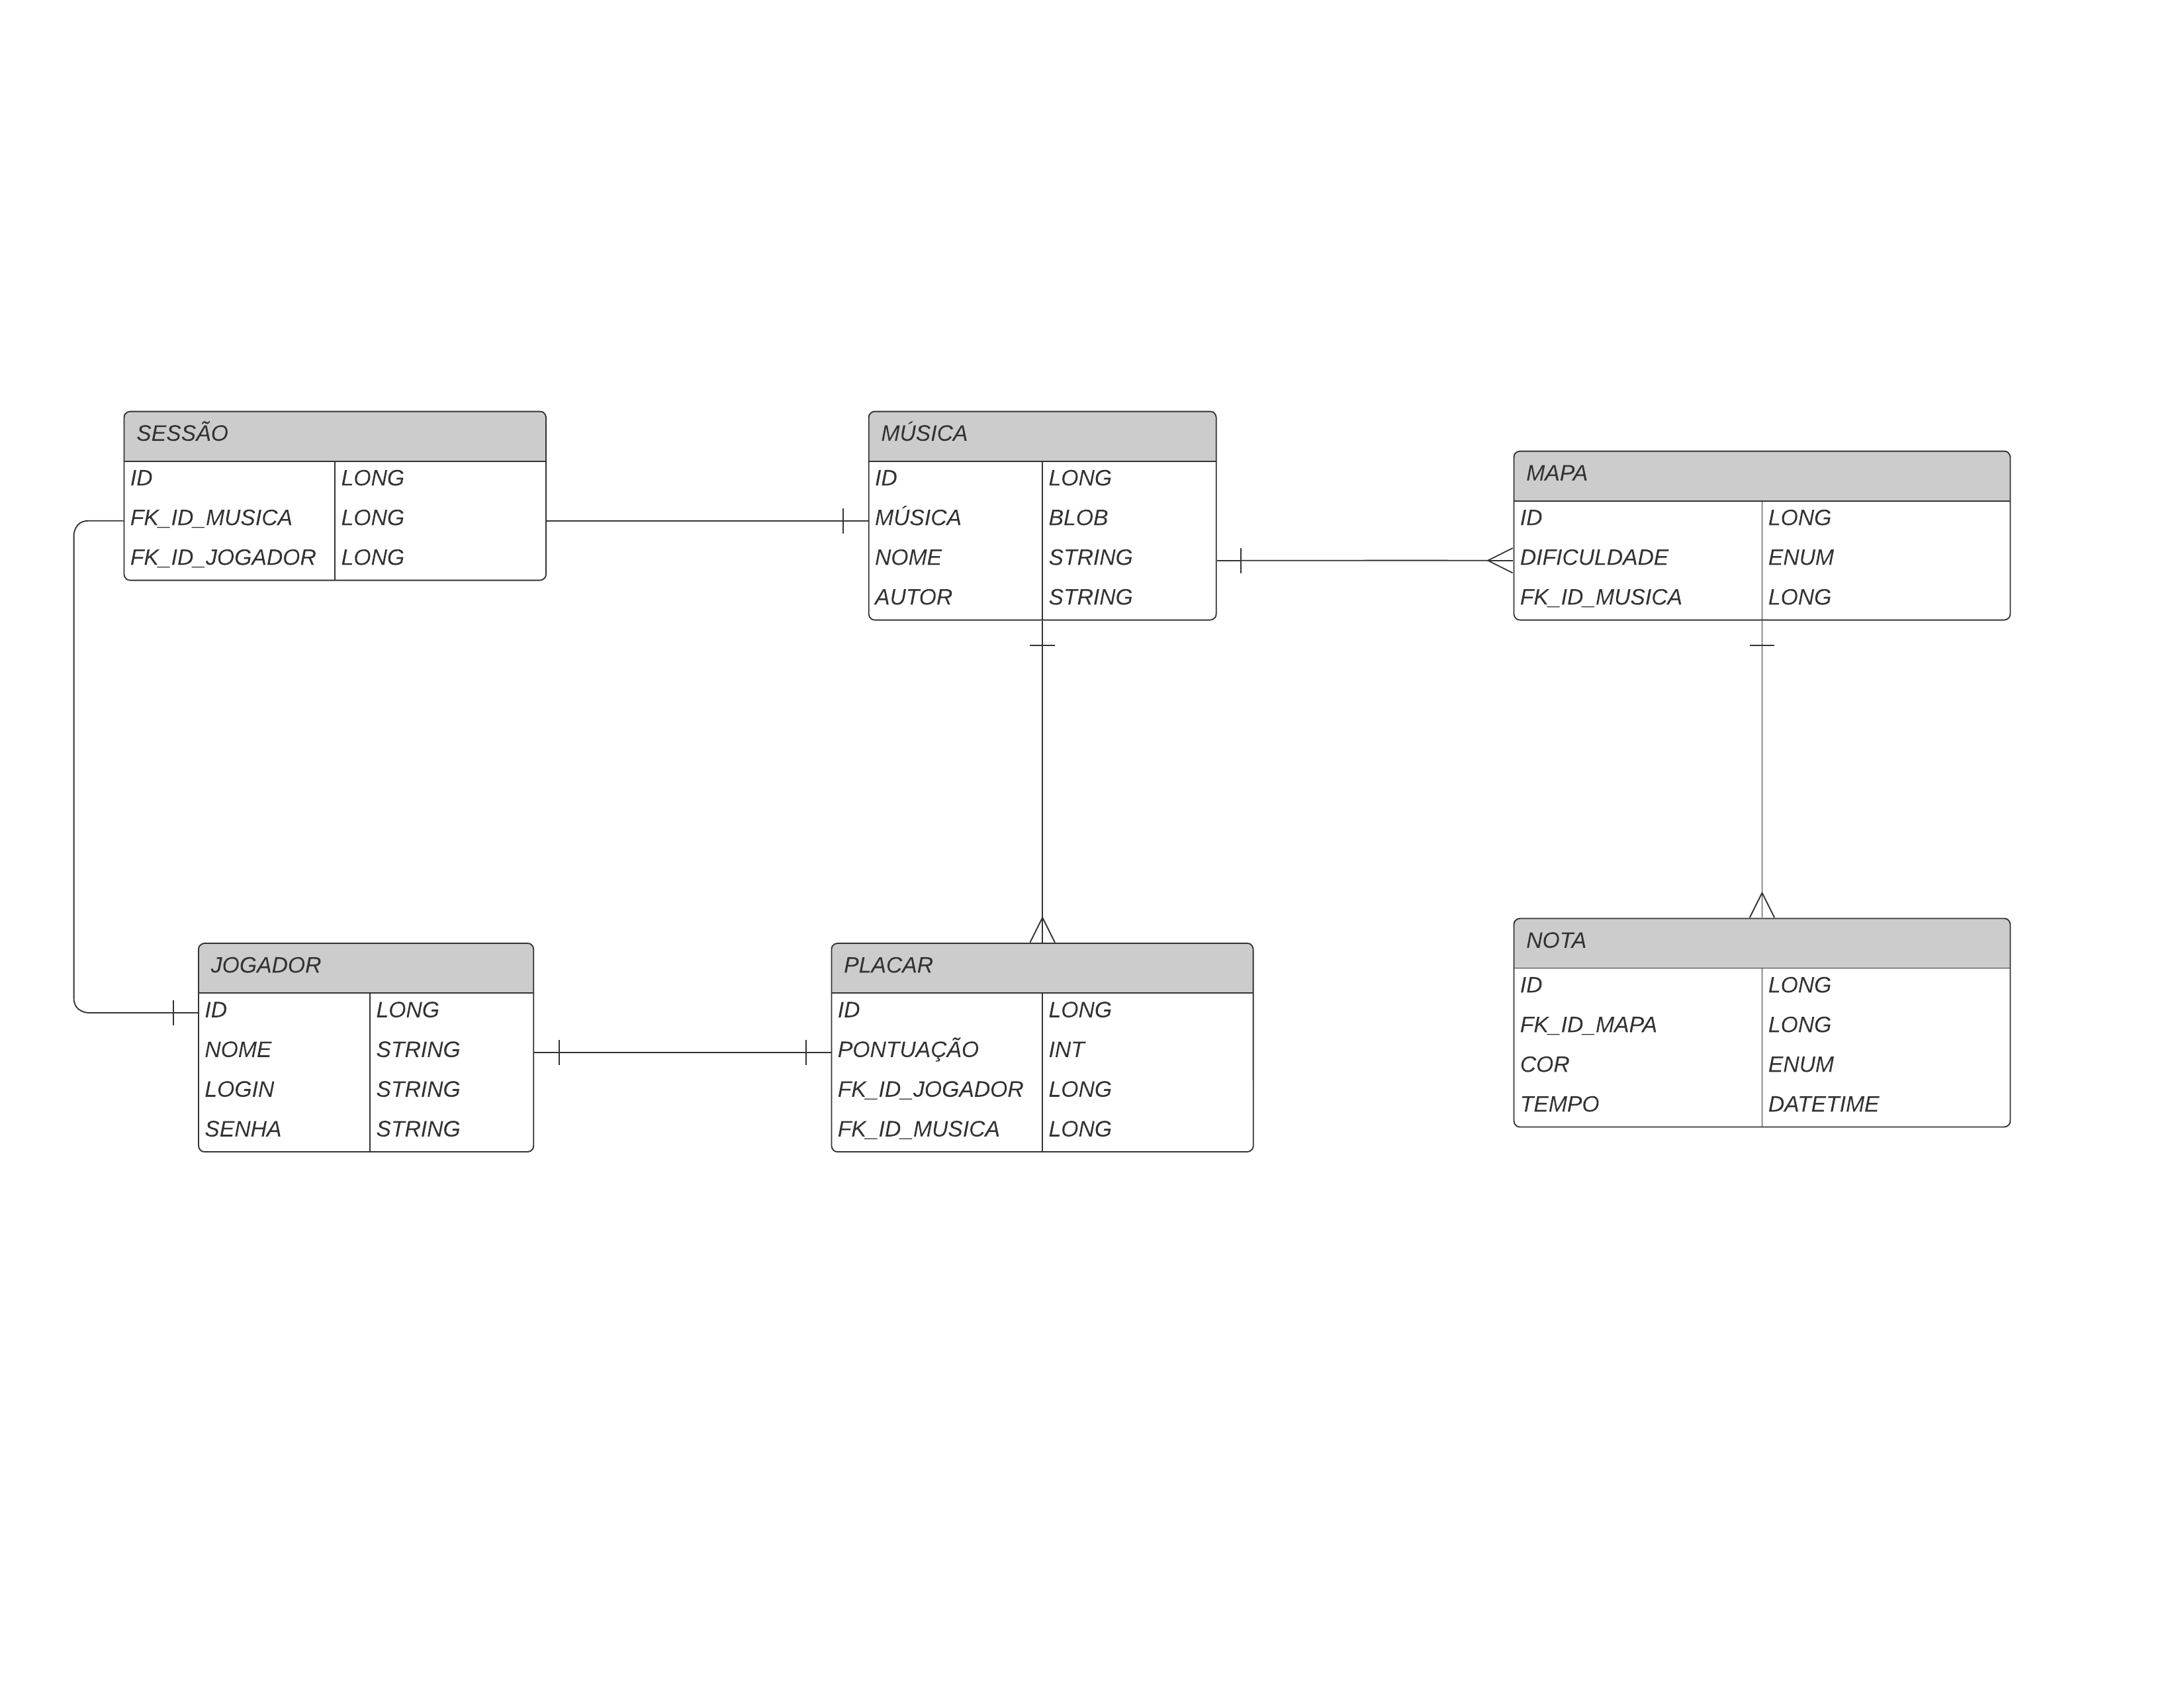 SESSÃO
ID LONG
FK_ID_MUSICA LONG
FK_ID_JOGADOR LONG
MÚSICA
ID LONG
MÚSICA BLOB
NOME STRING
AUTOR STRING
MAPA
ID LONG
DIFICULDADE ENUM
FK_ID_MUSICA LONG
JOGADOR
ID LONG
NOME STRING
LOGIN STRING
SENHA STRING
PLACAR
ID LONG
PONTUAÇÃO INT
FK_ID_JOGADOR LONG
FK_ID_MUSICA LONG
NOTA
ID LONG
FK_ID_MAPA LONG
COR ENUM
TEMPO DATETIME